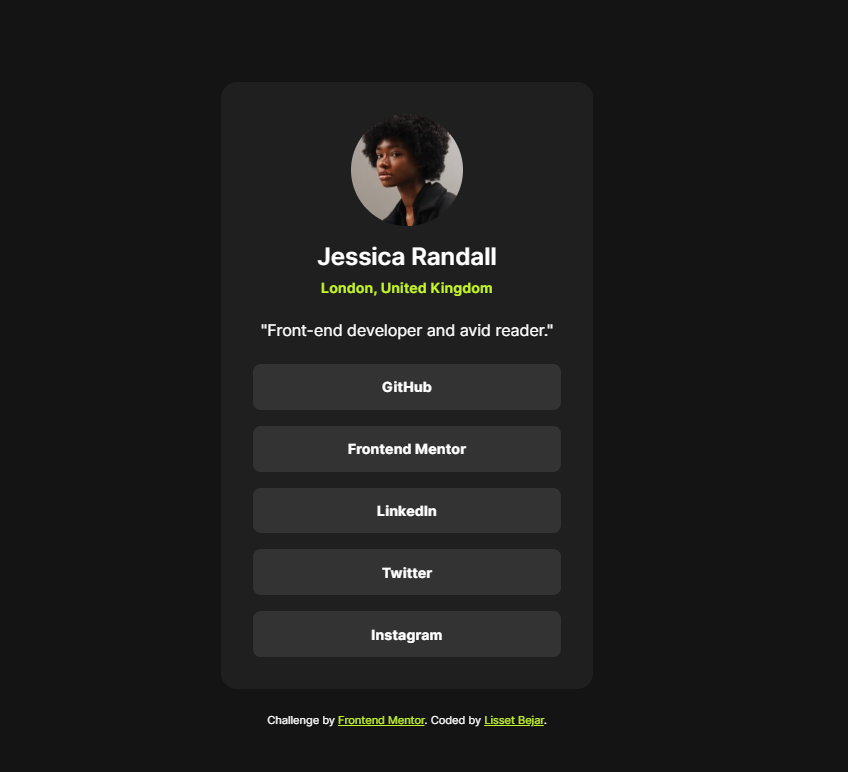 Jessica Randall
London, United Kingdom
"Front-end developer and avid reader."
GitHub
Frontend Mentor
LinkedIn
Twitter
Instagram
Challenge by Frontend Mentor. Coded by Lisset Bejar.